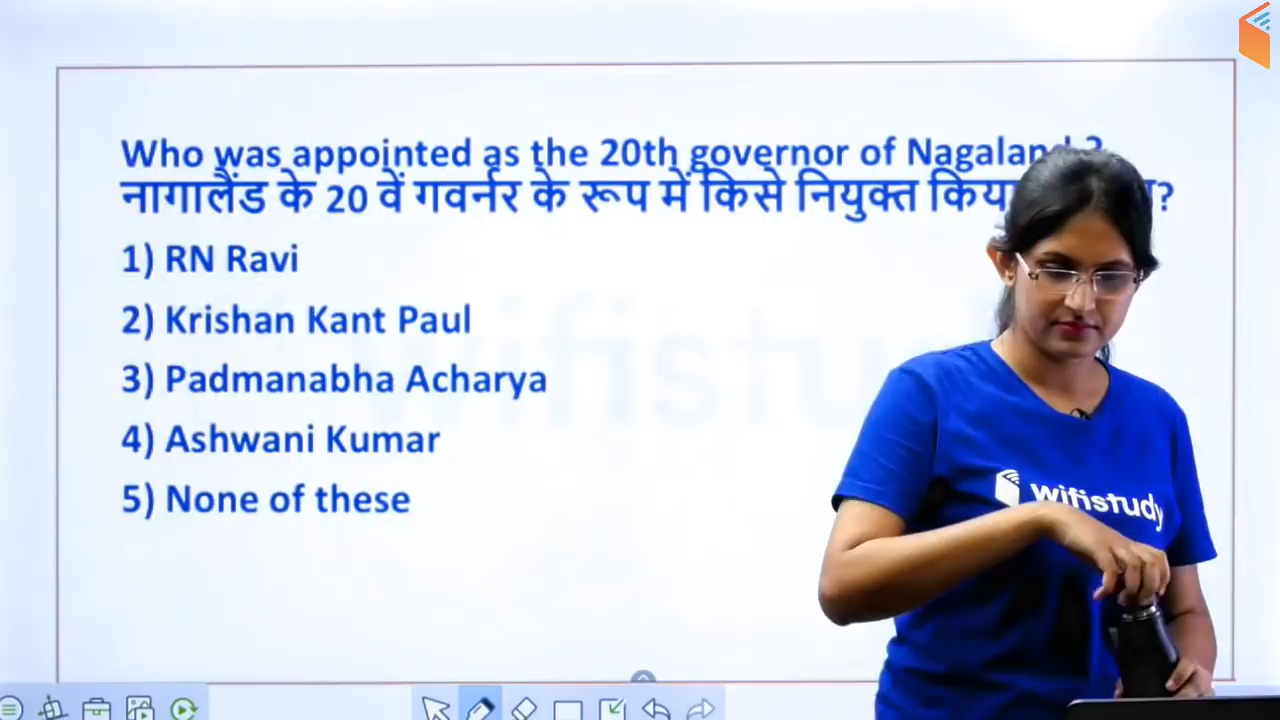 Who was appointed as the 20th governor of Nagaland ?
नागालैंड के 20 वें गवर्नर के रूप में किसे नियुक्त किया ?
1) RN Ravi
2) Krishan Kant Paul
3) Padmanabha Acharya
4) Ashwani Kumar
5) None of these
wifistudy
wifistudy